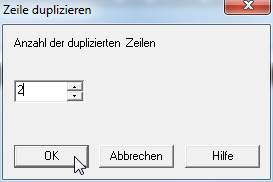 Zeile duplizieren
Anzahl der duplizierten Zeilen
2
OK Abbrechen Hilfe